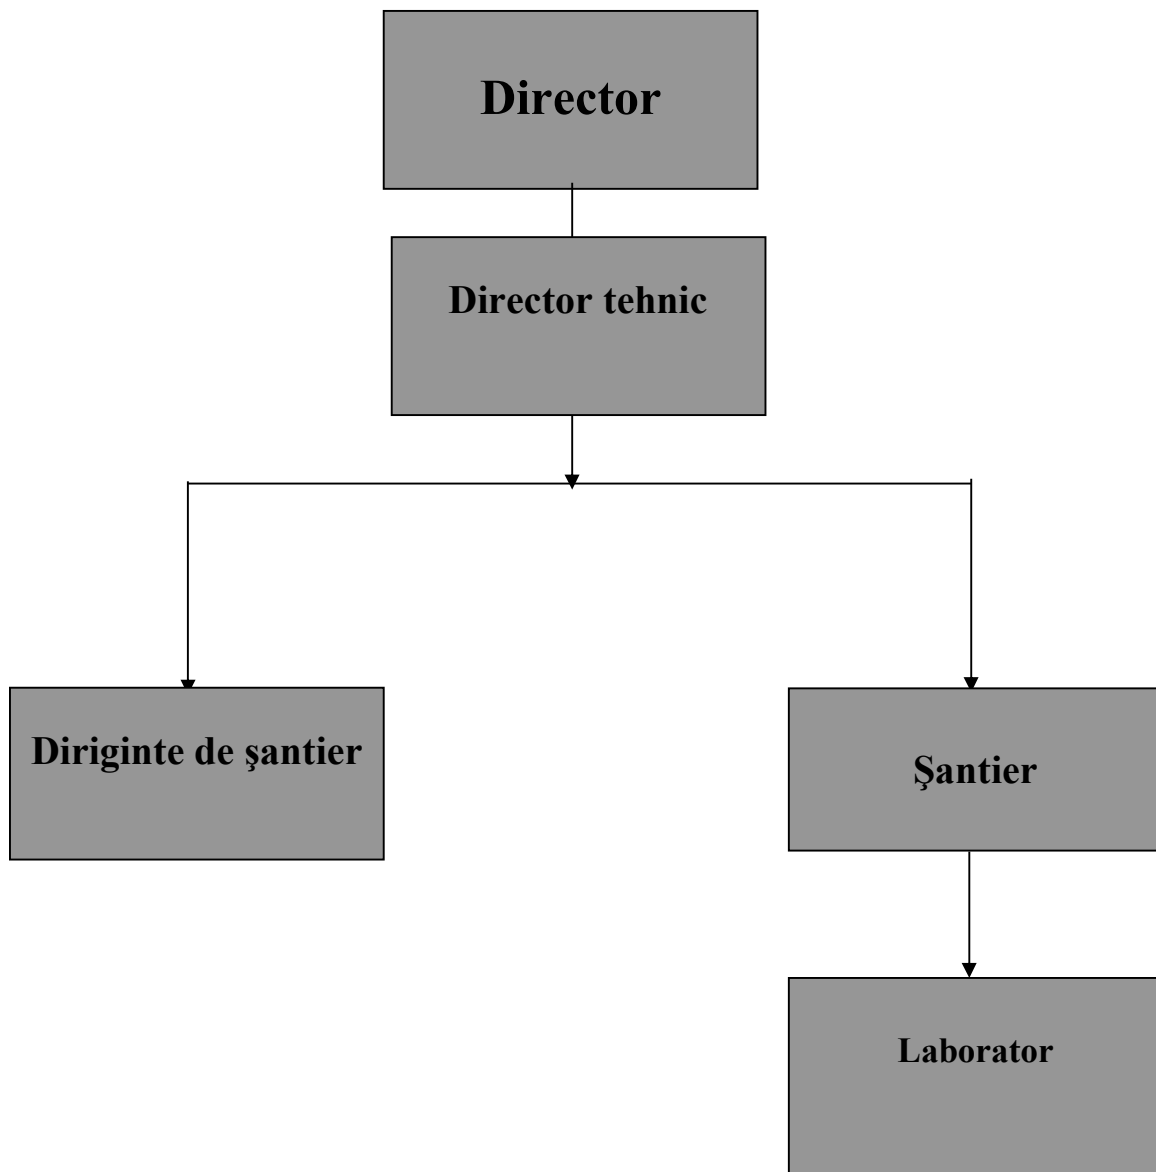 Director
Director tehnic
Diriginte de şantier
Şantier
Laborator